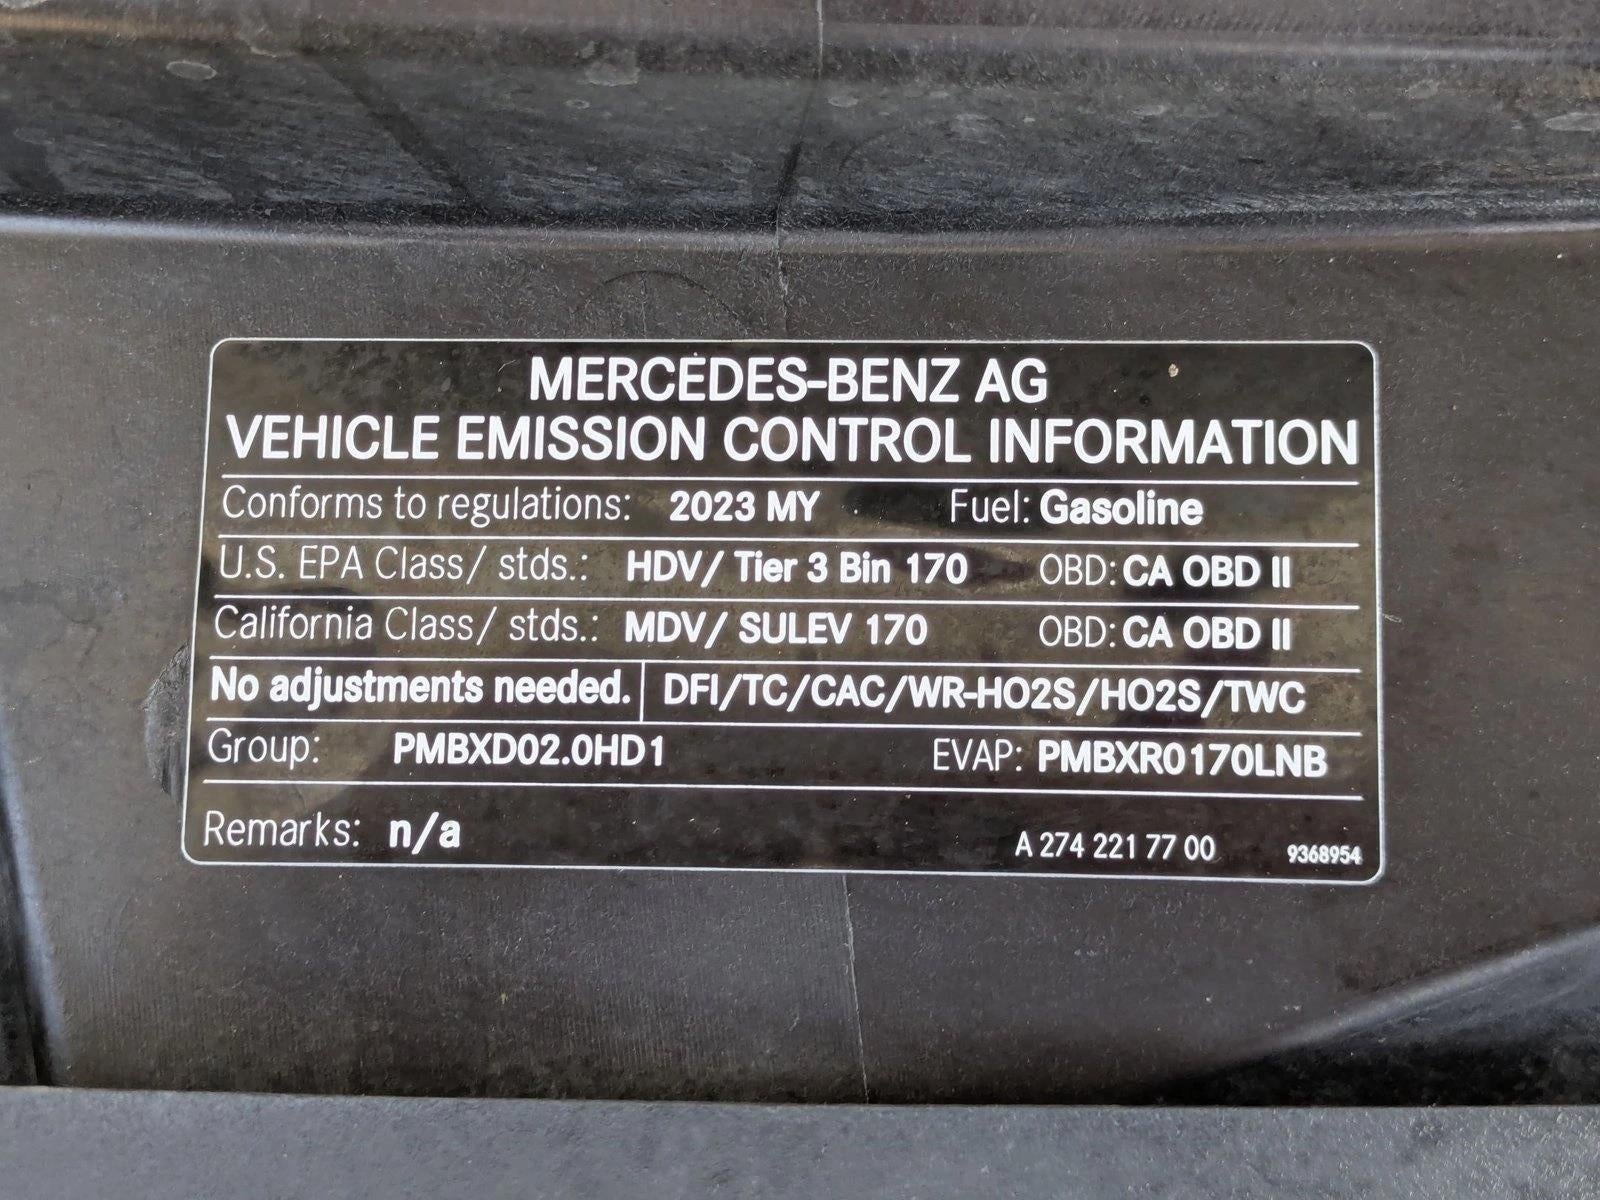 MERCEDES-BENZ AG
VEHICLE EMISSION CONTROL INFORMATION
Conforms to regulations: 2023 MY Fuel: Gasoline
U.S. EPA Class/ stds.: HDV/ Tier 3 Bin 170 OBD: CA OBD II
California Class/ stds.: MDV/ SULEV 170 OBD: CA OBD II
No adjustments needed. DFI/TC/CAC/WR-HO2S/HO2S/TWC
Group: PMBXD02.0HD1 EVAP: PMBXR0170LNB
Remarks: n/a A 274 221 77 00 9368954